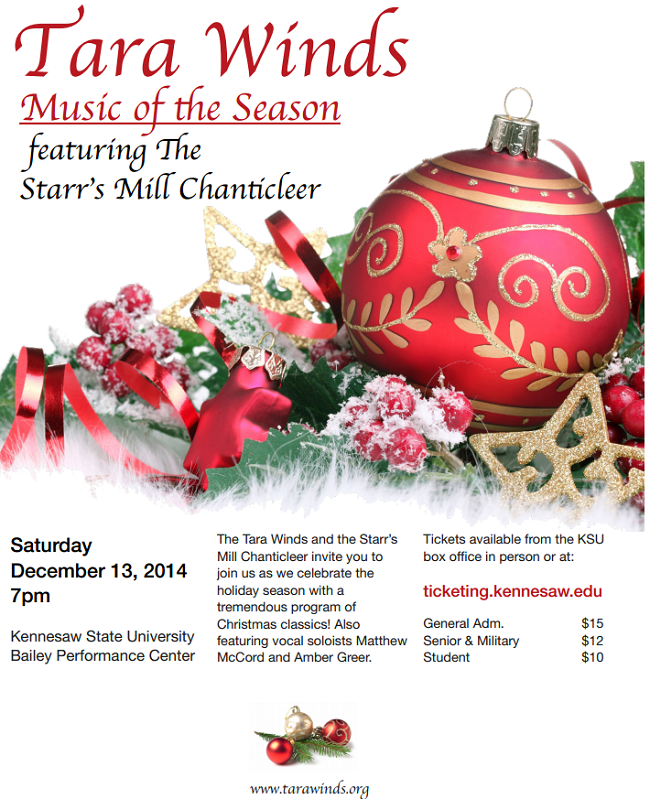 Tara Winds
Music of the Season
featuring The
Starr's Mill Chanticleer
Saturday
December 13, 2014
7pm
Kennesaw State University
Bailey Performance Center
The Tara Winds and the Starr's
Mill Chanticleer invite you to
join us as we celebrate the
holiday season with a
tremendous program of
Christmas classics! Also
featuring vocal soloists Matthew
McCord and Amber Greer.
Tickets available from the KSU
box office in person or at:
ticketing.kennesaw.edu
General Adm. $15
Senior & Military $12
Student $10
www.tarawinds.org